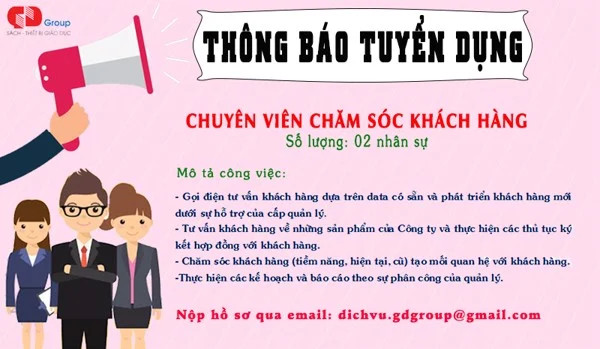 GD Group
SÁCH - THIẾT BỊ GIÁO DỤC
THÔNG BÁO TUYỂN DỤNG
CHUYÊN VIÊN CHĂM SÓC KHÁCH HÀNG
Số lượng: 02 nhân sự
Mô tả công việc:
- Gọi điện tư vấn khách hàng dựa trên data có sẵn và phát triển khách hàng mới
dưới sự hỗ trợ của cấp quản lý.
- Tư vấn khách hàng về những sản phẩm của Công ty và thực hiện các thủ tục ký
kết hợp đồng với khách hàng.
- Chăm sóc khách hàng (tiềm năng, hiện tại, cũ) tạo mối quan hệ với khách hàng.
-Thực hiện các kế hoạch và báo cáo theo sự phân công của quản lý.
Nộp hồ sơ qua email: dichvu.gdgroup@gmail.com